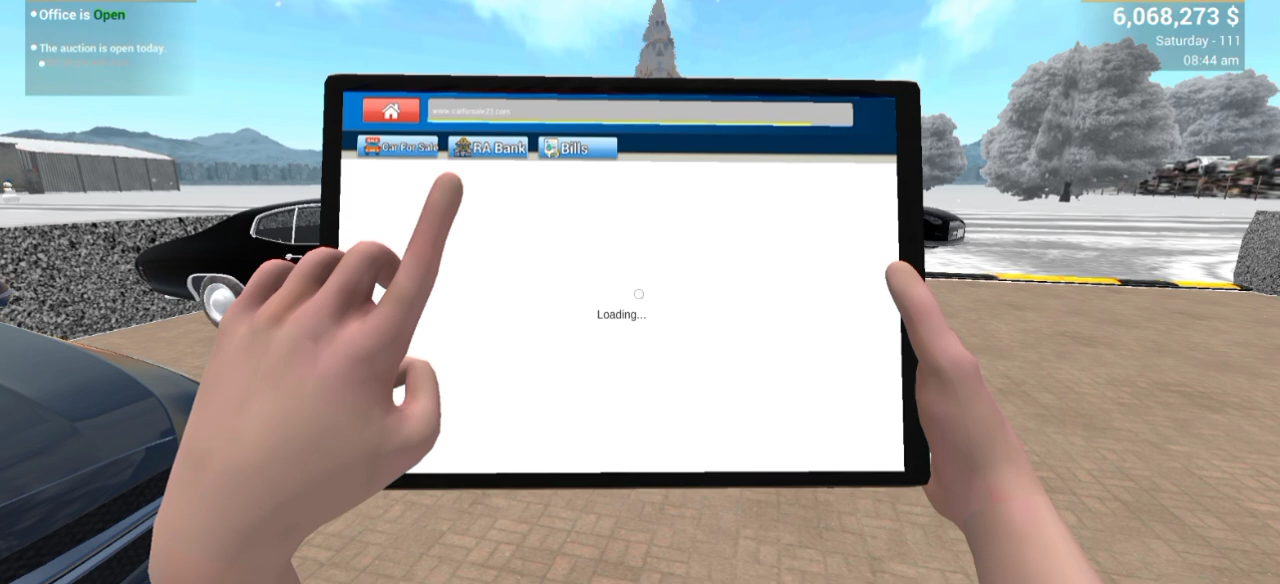 Office is Open
The auction is open today.
6,068,273 $
Saturday - 111
08:44 am
Car For Sale
RA Bank
Bills
Loading...